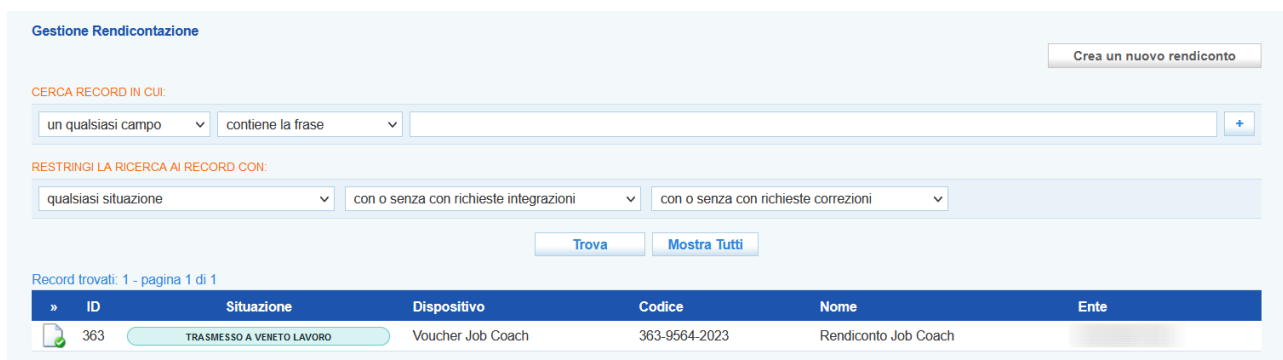 Gestione Rendicontazione
Crea un nuovo rendiconto
CERCA RECORD IN CUI:
un qualsiasi campo contiene la frase +
RESTRINGI LA RICERCA AI RECORD CON:
qualsiasi situazione con o senza con richieste integrazioni con o senza con richieste correzioni
Trova Mostra Tutti
Record trovati: 1 - pagina 1 di 1
» ID Situazione Dispositivo Codice Nome Ente
363 TRASMESSO A VENETO LAVORO Voucher Job Coach 363-9564-2023 Rendiconto Job Coach